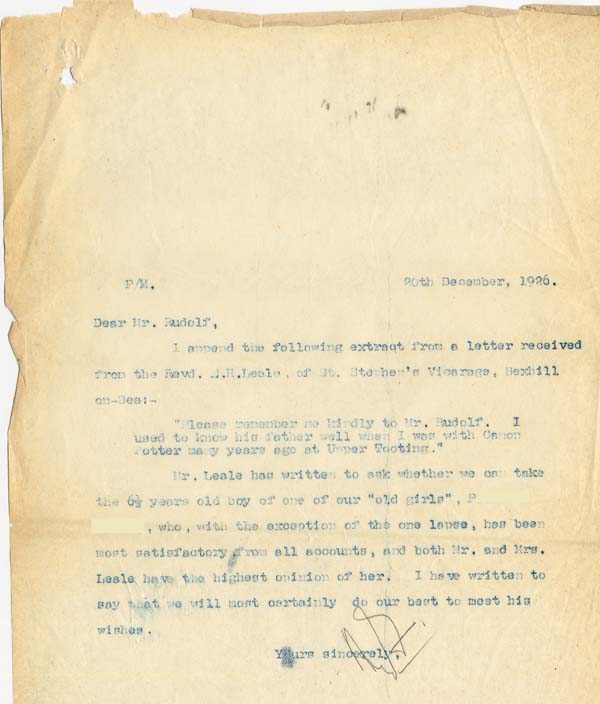 F/M. 20th December, 1926.
Dear Mr. Rudolf,
I append the following extract from a letter received
from the Revd. .H.Leale, of St. Stephen's Vicarage, Bexhill
on-Sea:-
"Please remember me kindly to Mr. Rudolf. I
used to know his father well when I was with Canon
Potter many years ago at Upper Tooting."
Mr. Leale has written to ask whether we can take
the 6½ years old boy of one of our "old girls", P
, who, with the exception of the one lapse, has been
most satisfactory from all accounts, and both Mr. and Mrs.
Leale have the highest opinion of her. I have written to
say that we will most certainly do our best to meet his
wishes.
Yours sincerely,